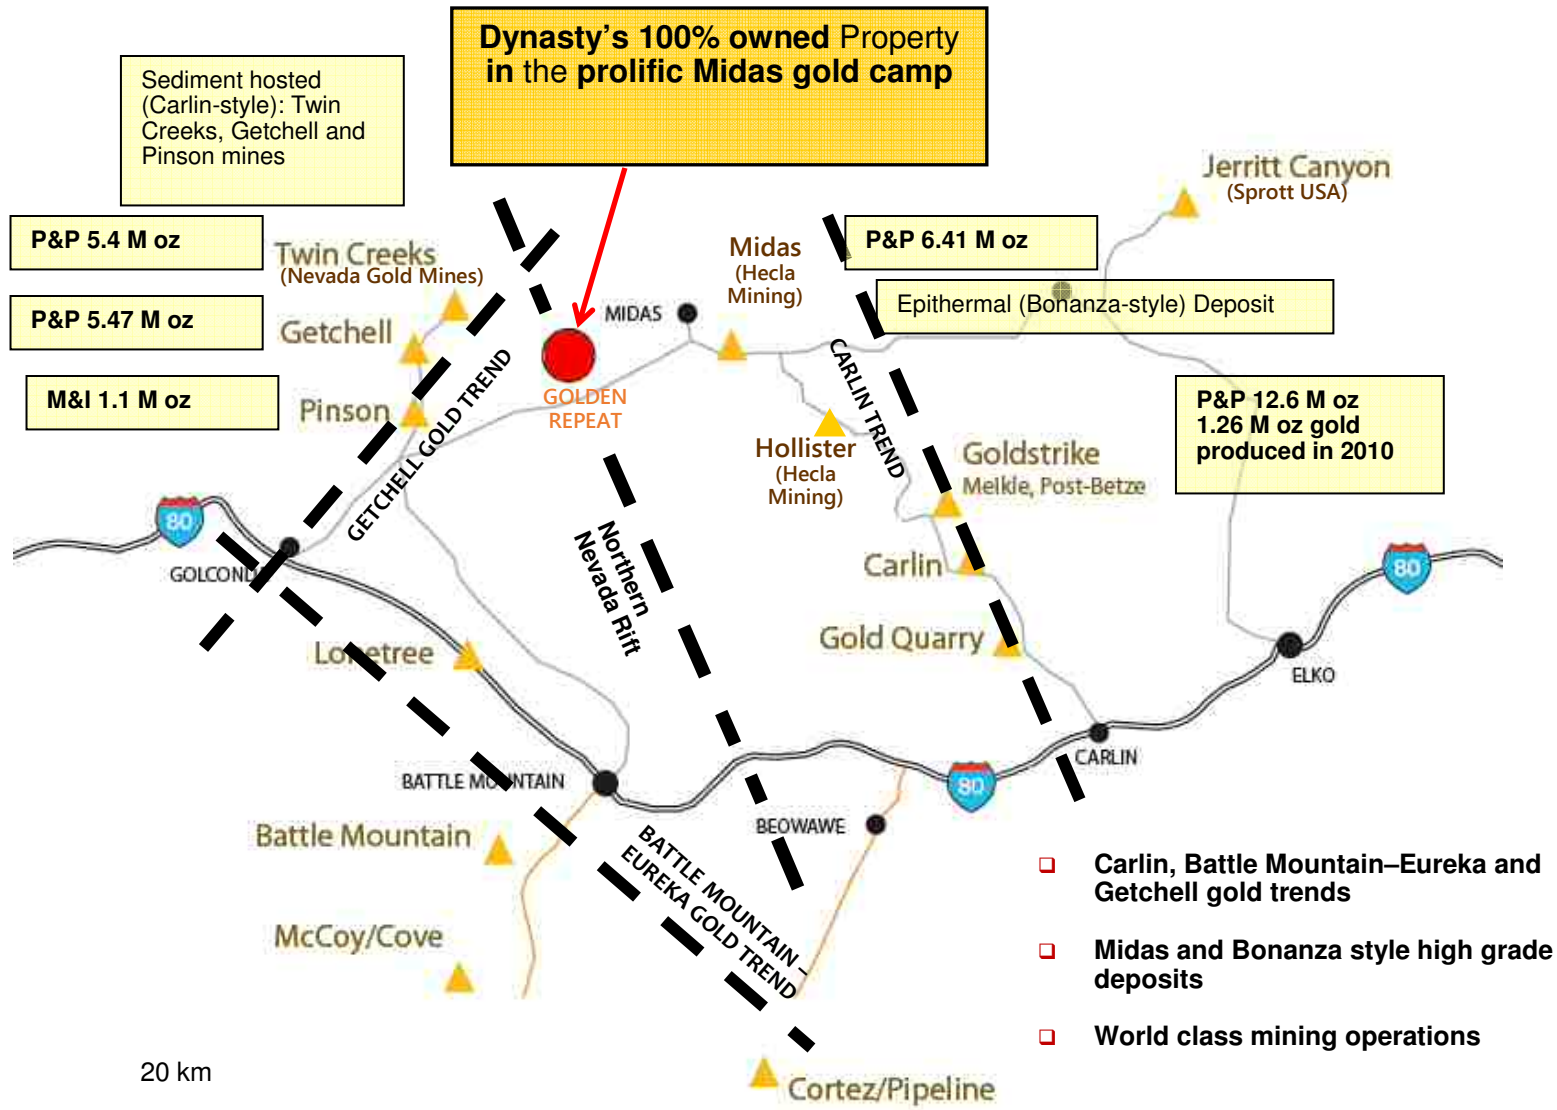 Dynasty's 100% owned Property
in the prolific Midas gold camp
Sediment hosted
(Carlin-style): Twin
Creeks, Getchell and
Pinson mines
Jerritt Canyon
(Sprott USA)
P&P 5.4 M oz
Twin Creeks
(Nevada Gold Mines)
Midas
(Hecla
Mining)
P&P 6.41 M oz
Epithermal (Bonanza-style) Deposit
P&P 5.47 M oz
Getchell
MIDAS
M&I 1.1 M oz
Pinson
GETCHELL GOLD TREND
GOLDEN
REPEAT
CARLIN TREND
P&P 12.6 M oz
1.26 M oz gold
produced in 2010
Hollister
(Hecla
Mining)
Goldstrike
Meikle, Post-Betze
80
GOLCOND
Northern
Nevada Rift
Carlin
80
Lonetree
Gold Quarry
ELKO
BATTLE MOUNTAIN
CARLIN
80
Battle Mountain
BEOWAWE
BATTLE MOUNTAIN –
EUREKA GOLD TREND
McCoy/Cove
Carlin, Battle Mountain–Eureka and
Getchell gold trends
Midas and Bonanza style high grade
deposits
World class mining operations
20 km
Cortez/Pipeline